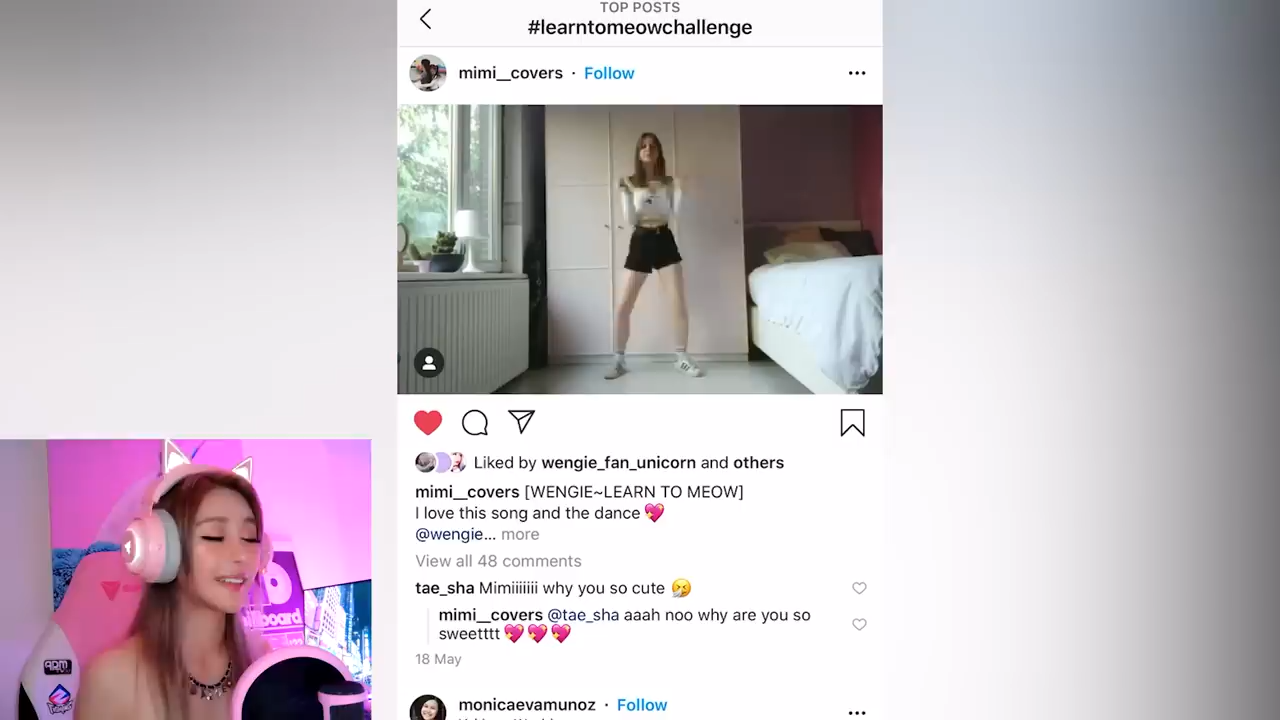 TOP POSTS
#learntomeowchallenge
mimi__covers · Follow
Liked by wengie_fan_unicorn and others
mimi__covers [WENGIE~LEARN TO MEOW]
I love this song and the dance 💖
@wengie... more
View all 48 comments
tae_sha Mimiiiiiii why you so cute 🤧
mimi__covers @tae_sha aaah noo why are you so
sweetttt 💖💖💖
18 May
monicaevamunoz · Follow